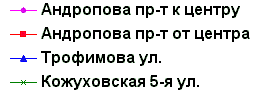 Андропова пр-т к центру
Андропова пр-т от центра
Трофимова ул.
Кожуховская 5-я ул.